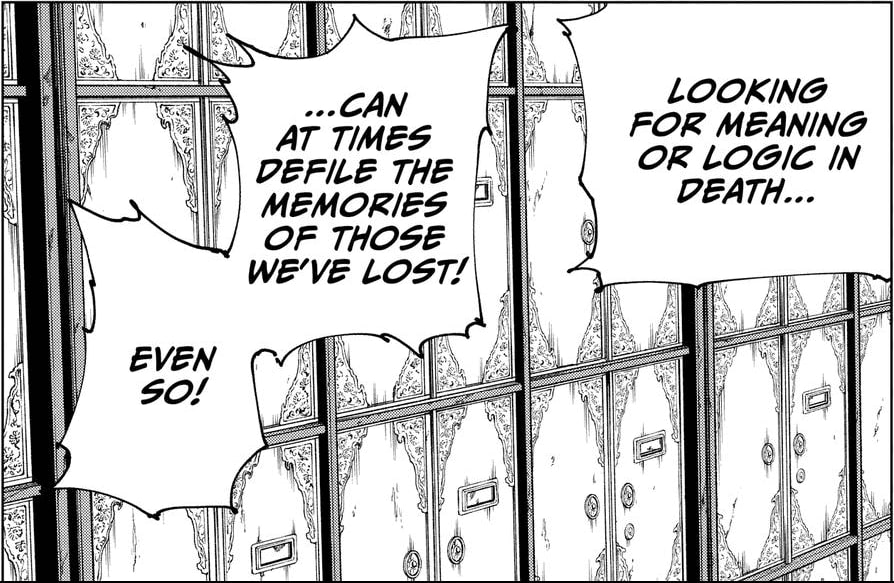 LOOKING
FOR MEANING
OR LOGIC IN
DEATH...
...CAN
AT TIMES
DEFILE THE
MEMORIES
OF THOSE
WE'VE LOST!
EVEN
SO!